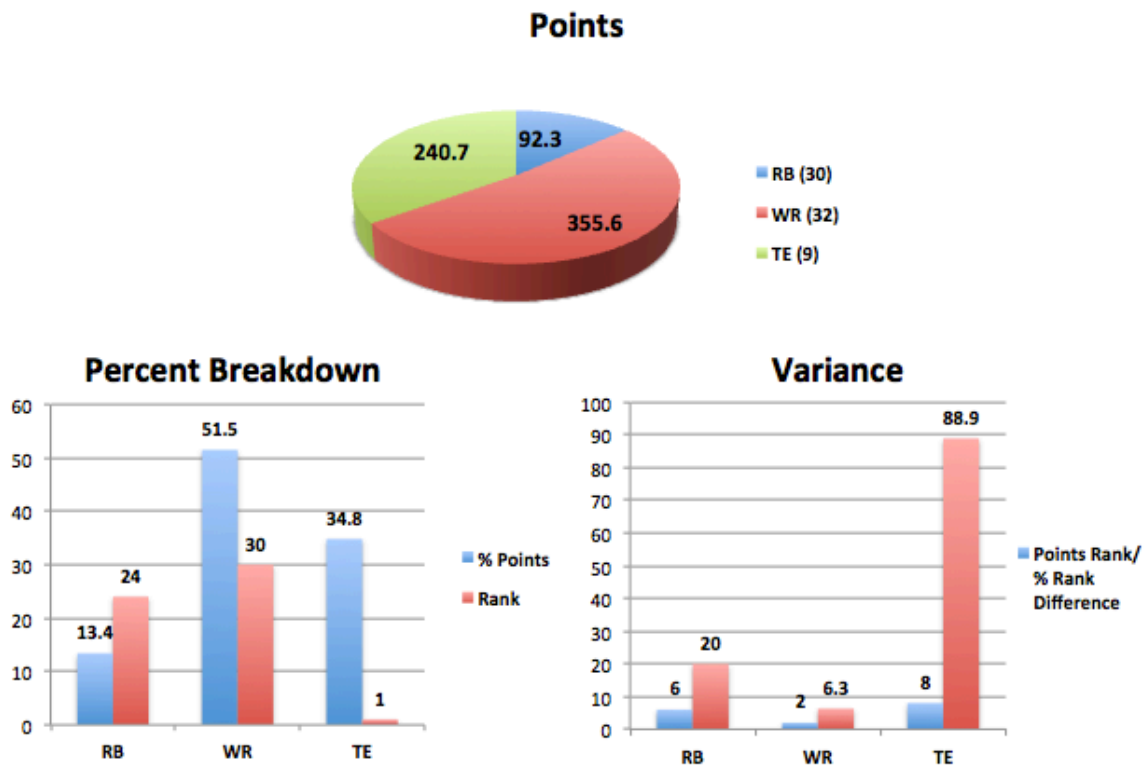 Points
92.3
240.7
355.6
RB (30)
WR (32)
TE (9)
Percent Breakdown
60
50
40
30
20
10
0
13.4
24
51.5
30
34.8
1
RB
WR
TE
% Points
Rank
Variance
100
90
80
70
60
50
40
30
20
10
0
6
20
2
6.3
8
88.9
RB
WR
TE
Points Rank/
% Rank
Difference